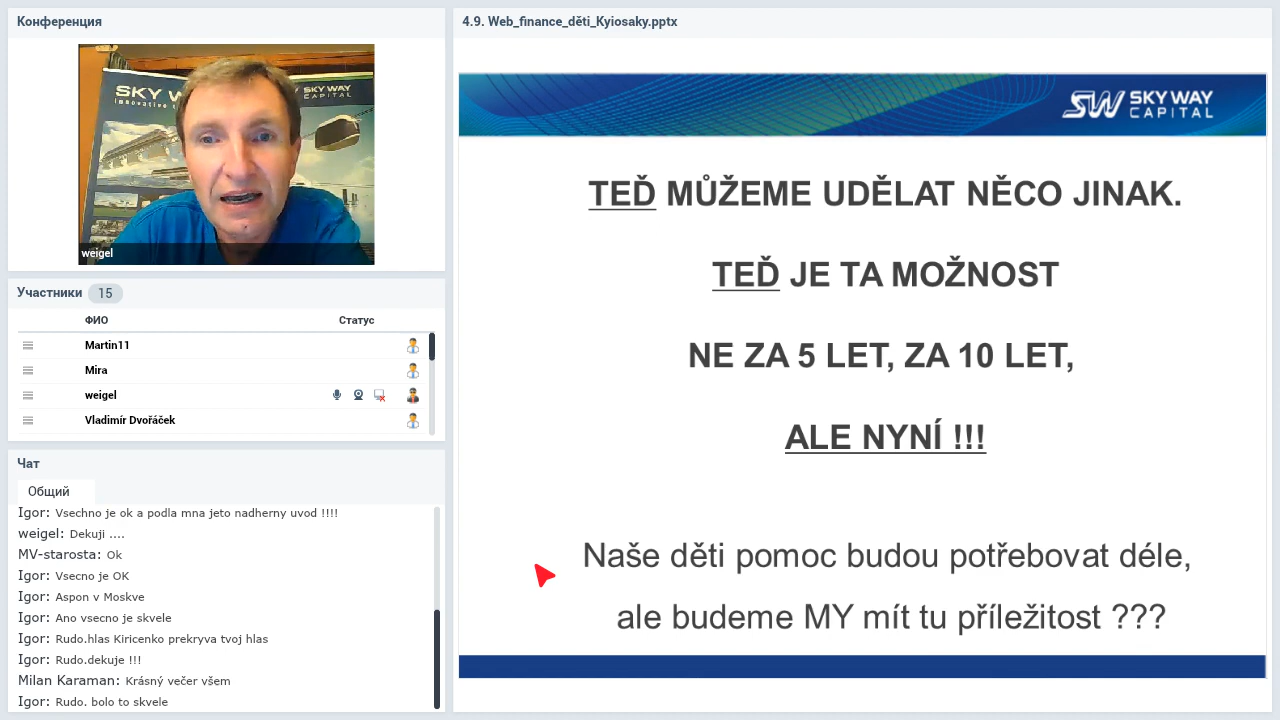 Конференция
SKY W
SKY WAY
CAPITAL
weigel
Участники 15
ФИО Статус
Martin11
Mira
weigel
Vladimír Dvořáček
Чат
Общий
Igor: Vsechno je ok a podla mna jeto nadherny uvod !!!!
weigel: Dekuji ....
MV-starosta: Ok
Igor: Vsecno je OK
Igor: Aspon v Moskve
Igor: Ano vsecno je skvele
Igor: Rudo.hlas Kiricenko prekryva tvoj hlas
Igor: Rudo.dekuje !!!
Milan Karaman: Krásný večer všem
Igor: Rudo. bolo to skvele
4.9. Web_finance_děti_Kyiosaky.pptx
SW SKY WAY
CAPITAL
TEĎ MŮŽEME UDĚLAT NĚCO JINAK.
TEĎ JE TA MOŽNOST
NE ZA 5 LET, ZA 10 LET,
ALE NYNÍ !!!
Naše děti pomoc budou potřebovat déle,
ale budeme MY mít tu příležitost ???